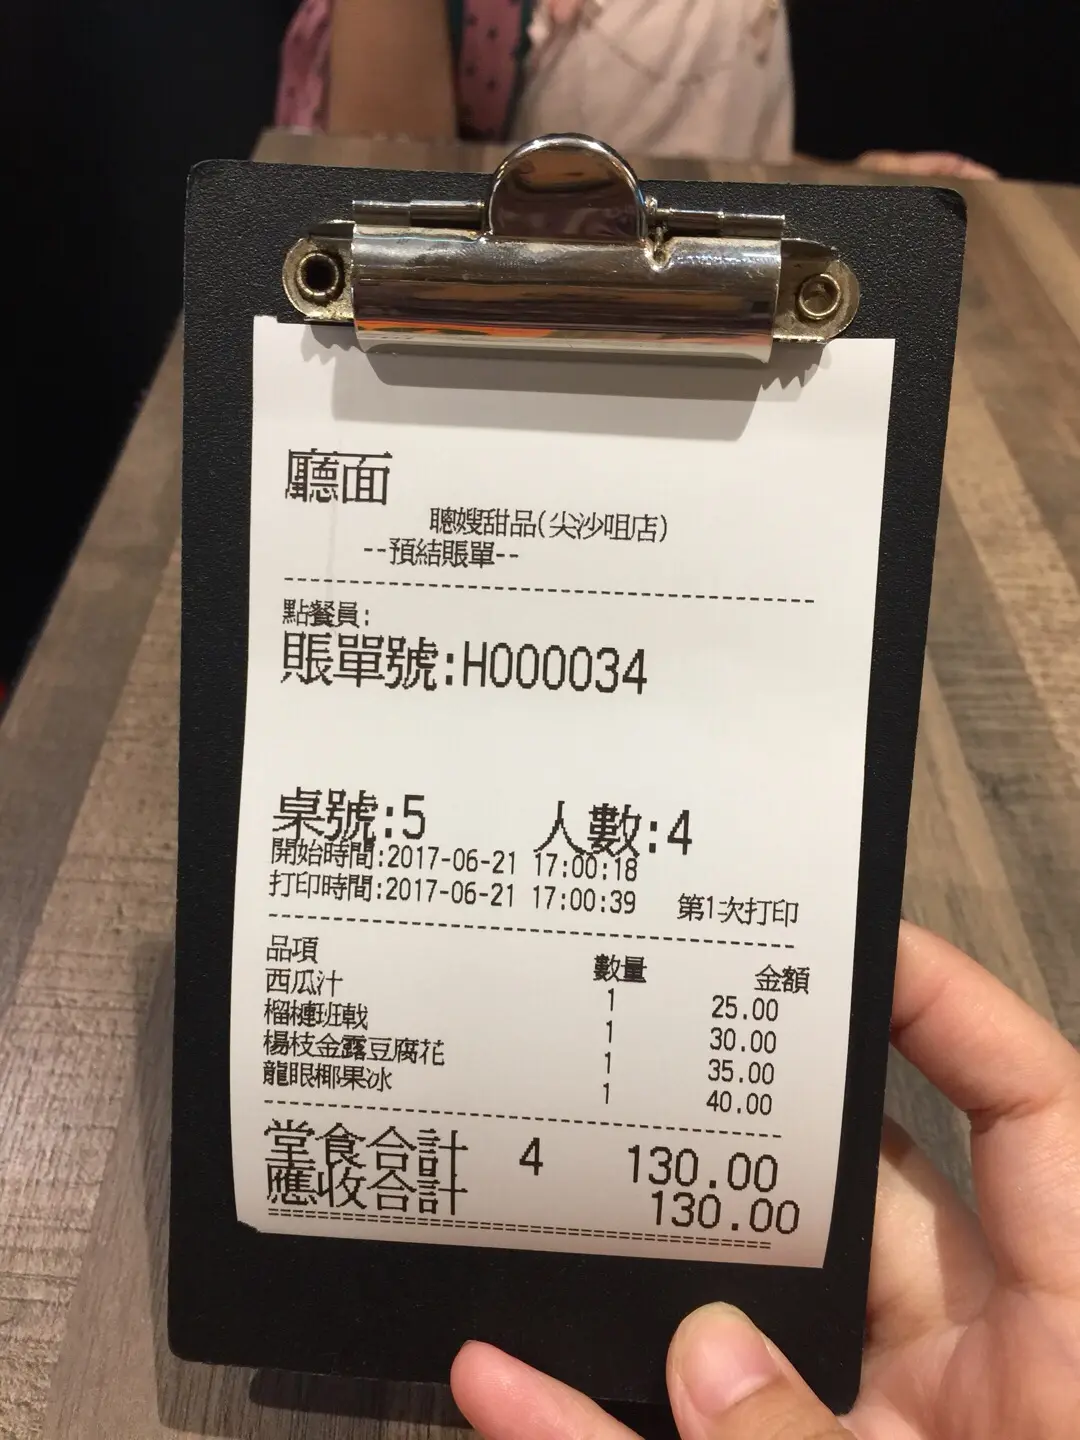 廳面
聰嫂甜品(尖沙咀店)
--預結賬單--
點餐員:
賬單號:H000034
桌號:5 人數:4
開始時間:2017-06-21 17:00:18
打印時間:2017-06-21 17:00:39 第1次打印
品項 數量 金額
西瓜汁 1 25.00
榴槤班戟 1 30.00
楊枝金露豆腐花 1 35.00
龍眼椰果冰 1 40.00
堂食合計 4 130.00
應收合計 130.00